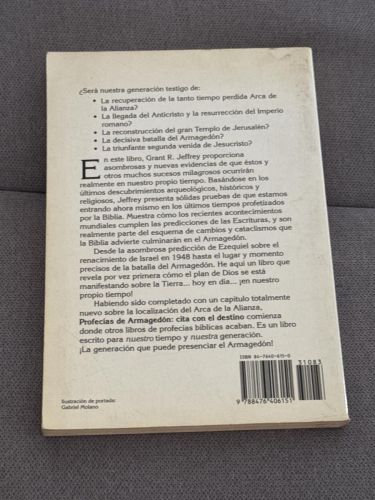 ¿Será nuestra generación testigo de:
• La recuperación de la tanto tiempo perdida Arca de
la Alianza?
• La llegada del Anticristo y la resurrección del Imperio
romano?
• La reconstrucción del gran Templo de Jerusalén?
• La decisiva batalla del Armagedón?
• La triunfante segunda venida de Jesucristo?
En este libro, Grant R. Jeffrey proporciona
asombrosas y nuevas evidencias de que estos y
otros muchos sucesos milagrosos ocurrirán
realmente en nuestro propio tiempo. Basándose en los
últimos descubrimientos arqueológicos, históricos y
religiosos, Jeffrey presenta sólidas pruebas de que estamos
entrando ahora mismo en los últimos tiempos profetizados
por la Biblia. Muestra cómo los recientes acontecimientos
mundiales cumplen las predicciones de las Escrituras, y son
realmente parte del esquema de cambios y cataclismos que
la Biblia advierte culminarán en el Armagedón.
Desde la asombrosa predicción de Ezequiel sobre el
renacimiento de Israel en 1948 hasta el lugar y momento
precisos de la batalla del Armagedón. He aquí un libro que
revela por vez primera cómo el plan de Dios se está
manifestando sobre la Tierra... hoy en día... ¡en nuestro
propio tiempo!
Habiendo sido completado con un capítulo totalmente
nuevo sobre la localización del Arca de la Alianza,
Profecías de Armagedón: cita con el destino comienza
donde otros libros de profecías bíblicas acaban. Es un libro
escrito para nuestro tiempo y nuestra generación.
¡La generación que puede presenciar el Armagedón!
ISBN 84-7640-615-0
31083
9 788476 406151
Ilustración de portada:
Gabriel Molano